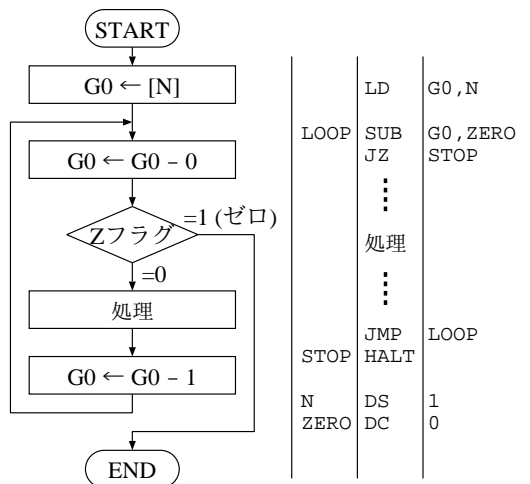 START
G0 ← [N]
G0 ← G0 - 0
Zフラグ
=1 (ゼロ)
=0
処理
G0 ← G0 - 1
END
LD G0,N
LOOP SUB G0,ZERO
JZ STOP
処理
JMP LOOP
STOP HALT
N DS 1
ZERO DC 0